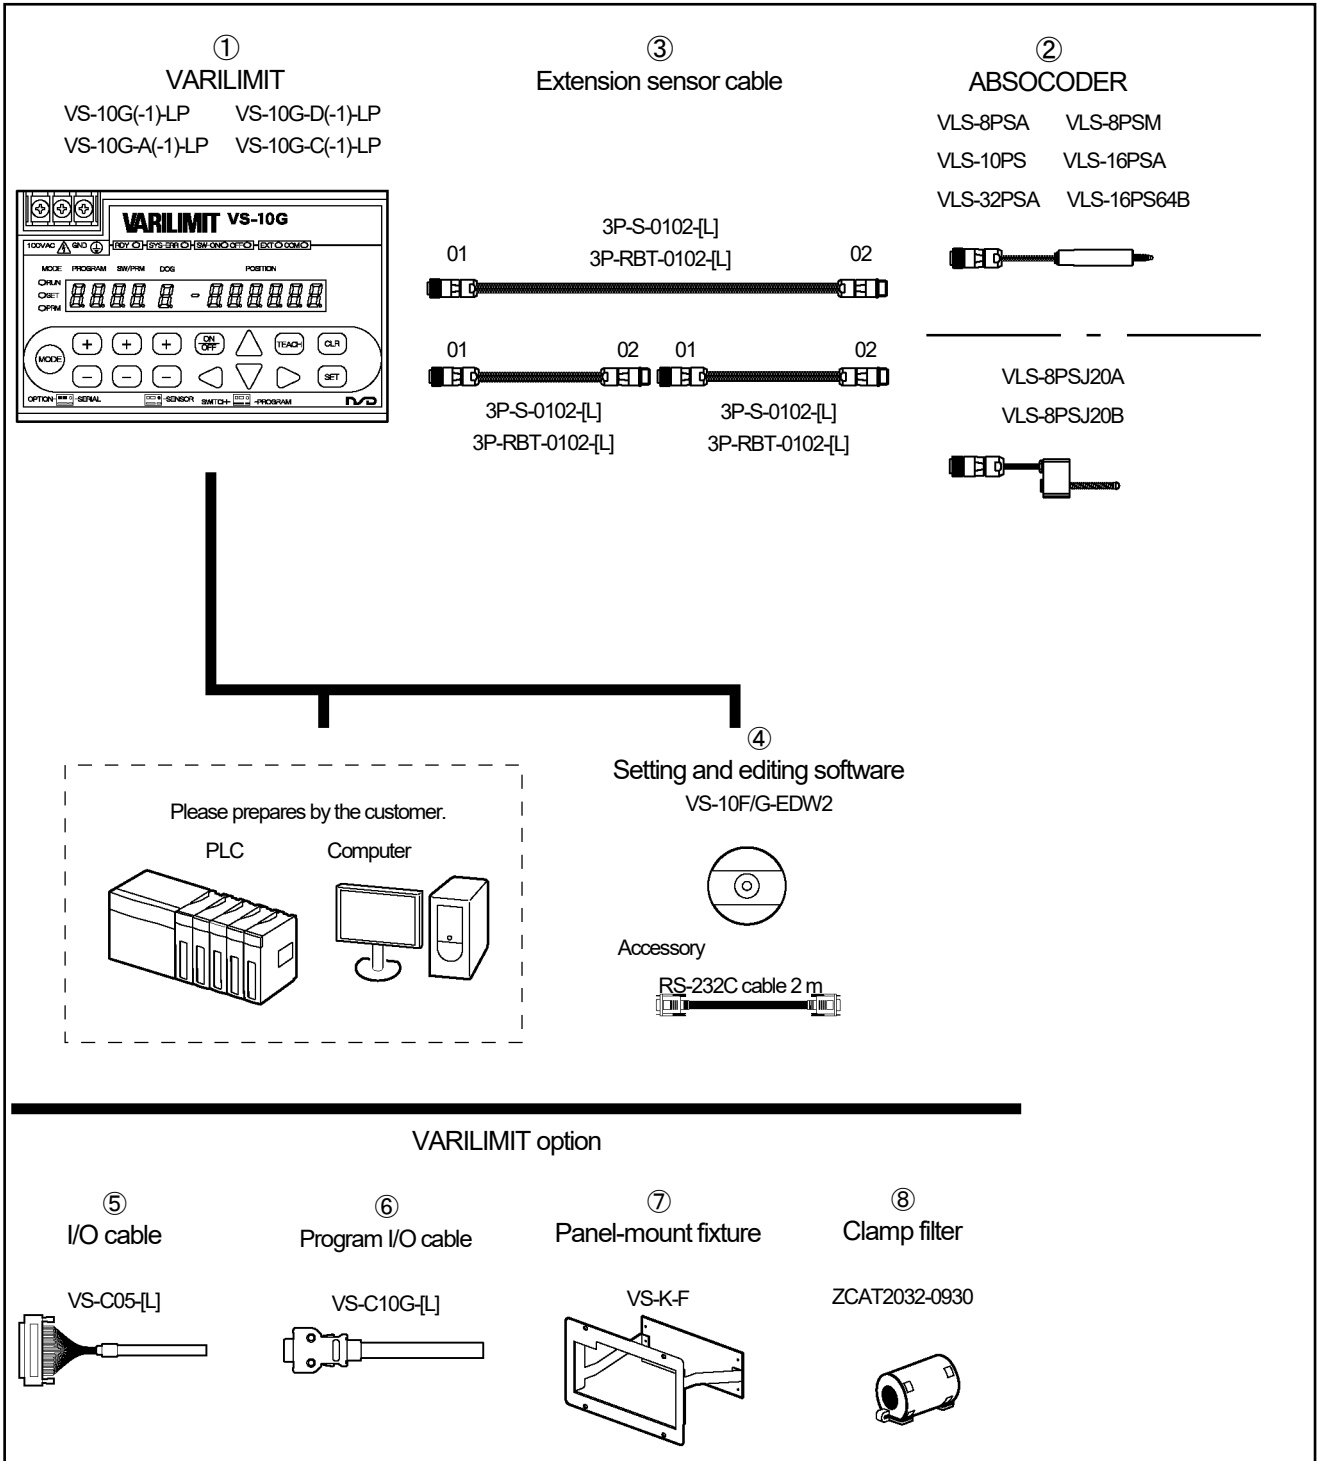 ①
VARILIMIT
VS-10G(-1)-LP VS-10G-D(-1)-LP
VS-10G-A(-1)-LP VS-10G-C(-1)-LP
VARILIMIT VS-10G
100VAC GND RDY SYS-ERR SW-ON OFF EXT COM
MODE PROGRAM SW/PRM DOG POSITION
RUN
SET
PRM
MODE
+ + + ON OFF TEACH CLR
- - - SET
OPTION SERIAL SENSOR SWITCH PROGRAM
NSD
③
Extension sensor cable
3P-S-0102-[L]
3P-RBT-0102-[L]
01 02
01 02 01 02
3P-S-0102-[L] 3P-S-0102-[L]
3P-RBT-0102-[L] 3P-RBT-0102-[L]
②
ABSOCODER
VLS-8PSA VLS-8PSM
VLS-10PS VLS-16PSA
VLS-32PSA VLS-16PS64B
VLS-8PSJ20A
VLS-8PSJ20B
Please prepares by the customer.
PLC Computer
④
Setting and editing software
VS-10F/G-EDW2
Accessory
RS-232C cable 2 m
VARILIMIT option
⑤
I/O cable
VS-C05-[L]
⑥
Program I/O cable
VS-C10G-[L]
⑦
Panel-mount fixture
VS-K-F
⑧
Clamp filter
ZCAT2032-0930